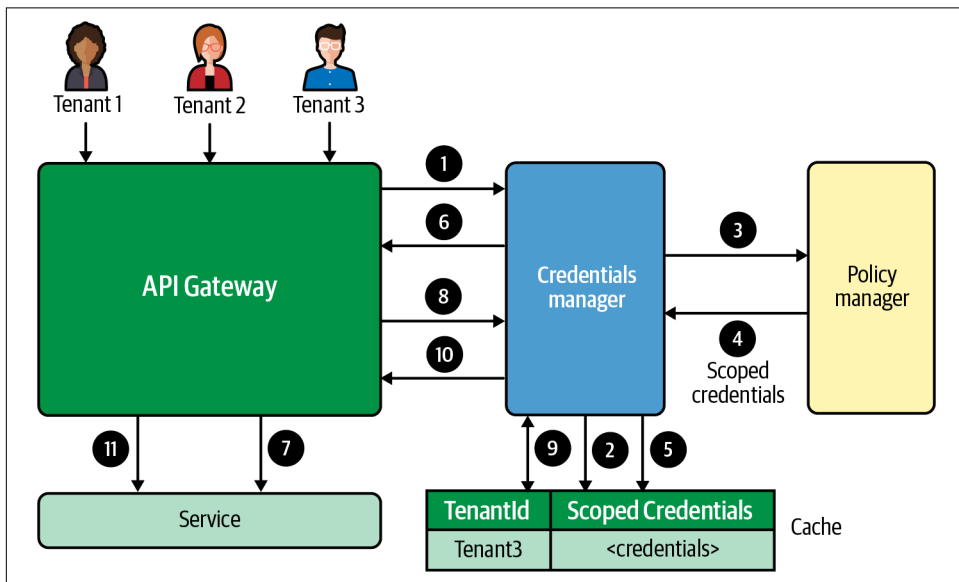 Tenant 1
Tenant 2
Tenant 3
1
6
3
API Gateway
Credentials
manager
Policy
manager
8
4
10
Scoped
credentials
11
7
9
2
5
Service
TenantId
Scoped Credentials
Cache
Tenant3
<credentials>